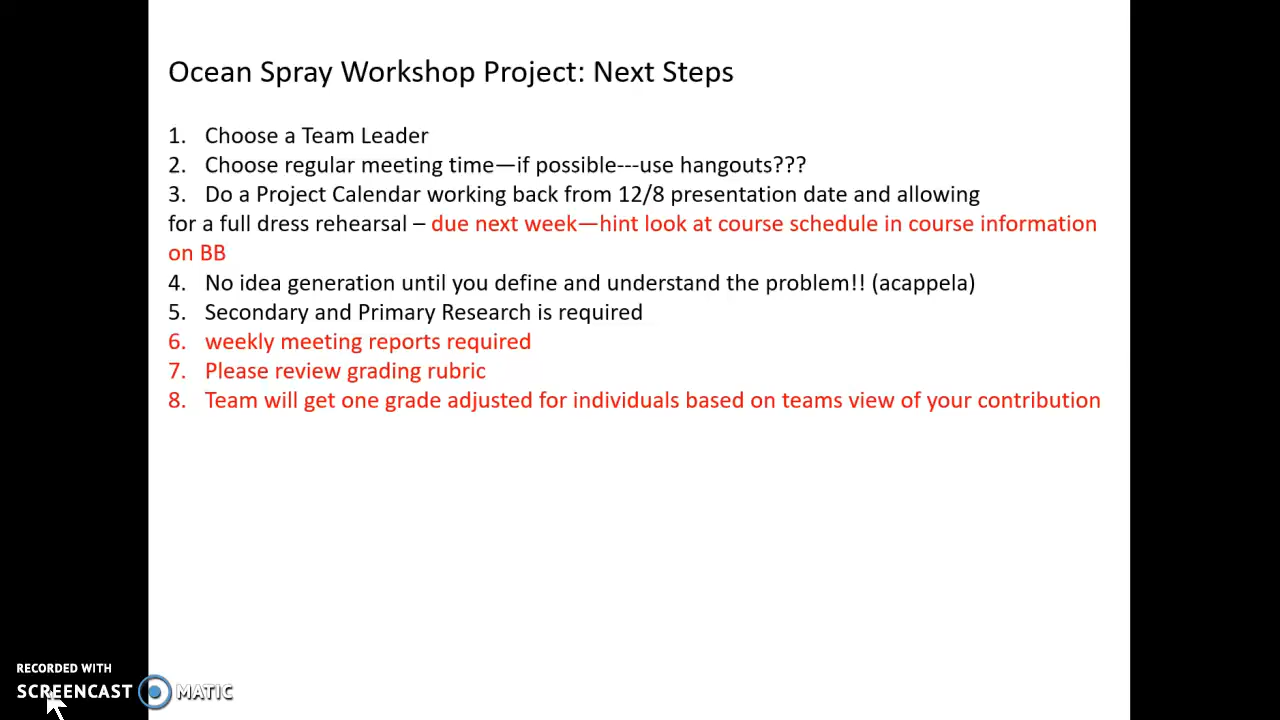 Ocean Spray Workshop Project: Next Steps
1. Choose a Team Leader
2. Choose regular meeting time—if possible---use hangouts???
3. Do a Project Calendar working back from 12/8 presentation date and allowing
for a full dress rehearsal – due next week—hint look at course schedule in course information
on BB
4. No idea generation until you define and understand the problem!! (acappela)
5. Secondary and Primary Research is required
6. weekly meeting reports required
7. Please review grading rubric
8. Team will get one grade adjusted for individuals based on teams view of your contribution
RECORDED WITH
SCREENCAST MATIC